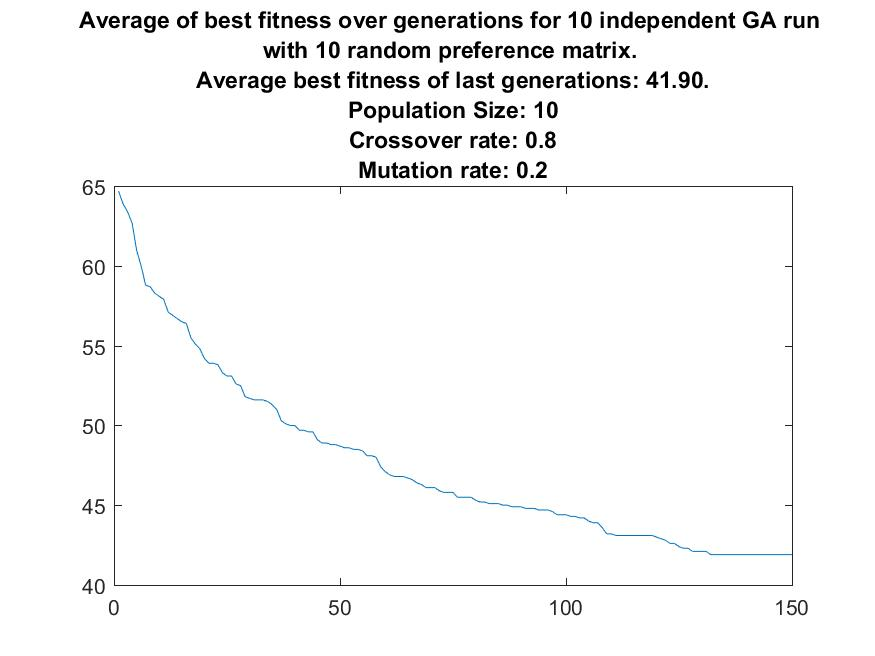 Average of best fitness over generations for 10 independent GA run
with 10 random preference matrix.
Average best fitness of last generations: 41.90.
Population Size: 10
Crossover rate: 0.8
Mutation rate: 0.2
65
60
55
50
45
40
0
50
100
150